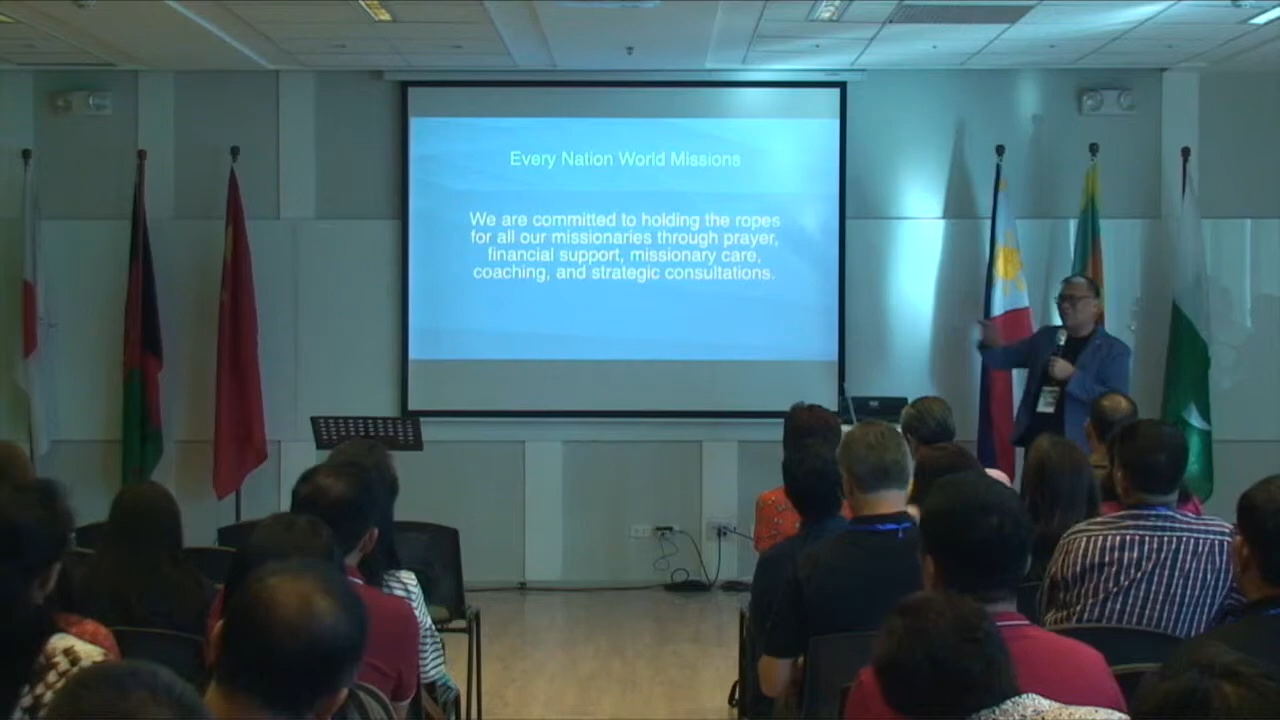 Every Nation World Missions
We are committed to holding the ropes
for all our missionaries through prayer,
financial support, missionary care,
coaching, and strategic consultations.